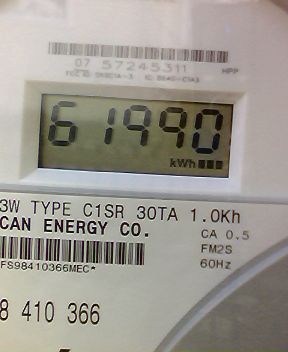 07 57245311
HPP
61990
kWh
3W TYPE C1SR 30TA 1.0Kh
CAN ENERGY CO.
CA 0.5
FM2S
60Hz
FS98410366MEC*
8 410 366